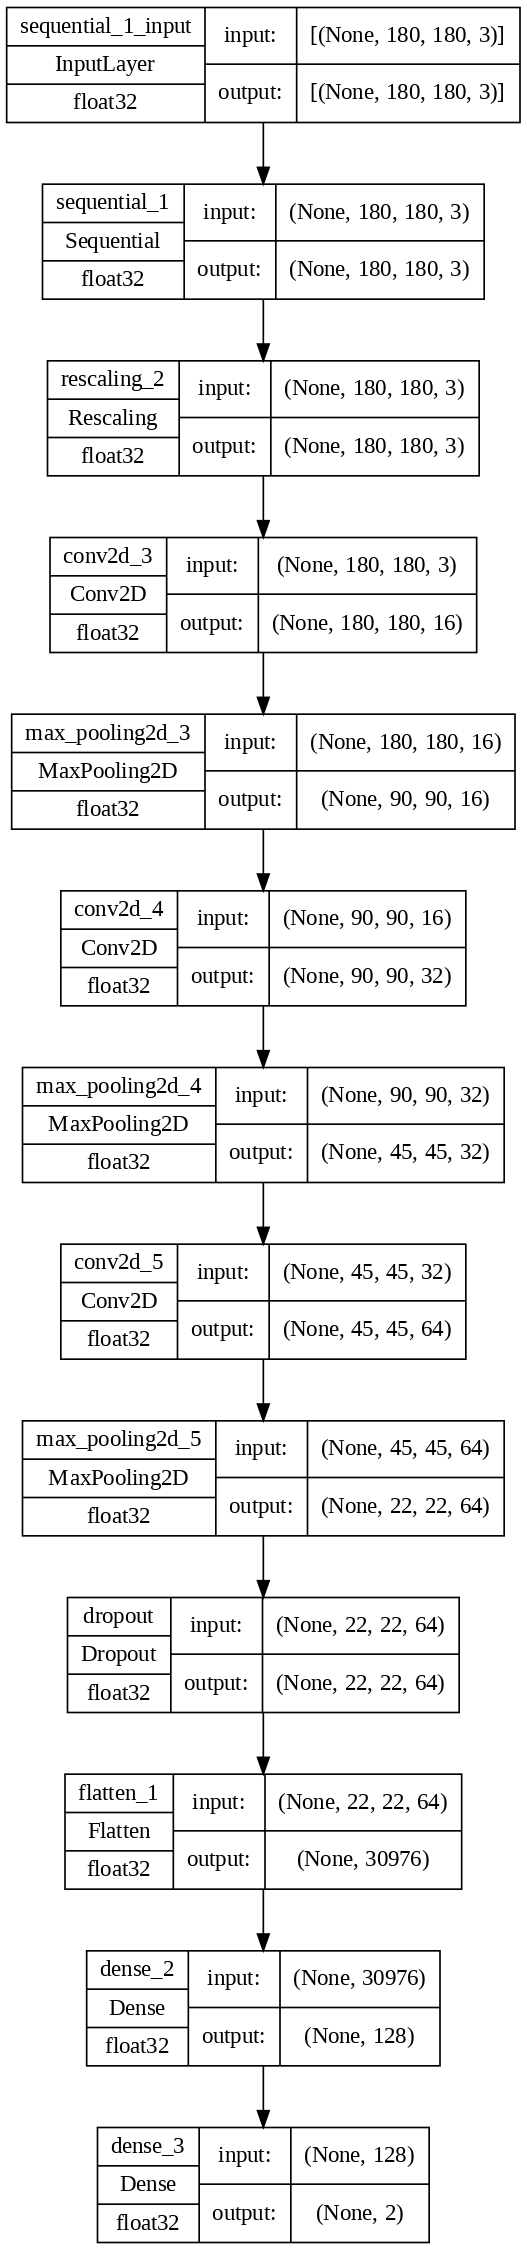 sequential_1_input
InputLayer
float32
input:
[(None, 180, 180, 3)]
output:
[(None, 180, 180, 3)]
sequential_1
Sequential
float32
input:
(None, 180, 180, 3)
output:
(None, 180, 180, 3)
rescaling_2
Rescaling
float32
input:
(None, 180, 180, 3)
output:
(None, 180, 180, 3)
conv2d_3
Conv2D
float32
input:
(None, 180, 180, 3)
output:
(None, 180, 180, 16)
max_pooling2d_3
MaxPooling2D
float32
input:
(None, 180, 180, 16)
output:
(None, 90, 90, 16)
conv2d_4
Conv2D
float32
input:
(None, 90, 90, 16)
output:
(None, 90, 90, 32)
max_pooling2d_4
MaxPooling2D
float32
input:
(None, 90, 90, 32)
output:
(None, 45, 45, 32)
conv2d_5
Conv2D
float32
input:
(None, 45, 45, 32)
output:
(None, 45, 45, 64)
max_pooling2d_5
MaxPooling2D
float32
input:
(None, 45, 45, 64)
output:
(None, 22, 22, 64)
dropout
Dropout
float32
input:
(None, 22, 22, 64)
output:
(None, 22, 22, 64)
flatten_1
Flatten
float32
input:
(None, 22, 22, 64)
output:
(None, 30976)
dense_2
Dense
float32
input:
(None, 30976)
output:
(None, 128)
dense_3
Dense
float32
input:
(None, 128)
output:
(None, 2)